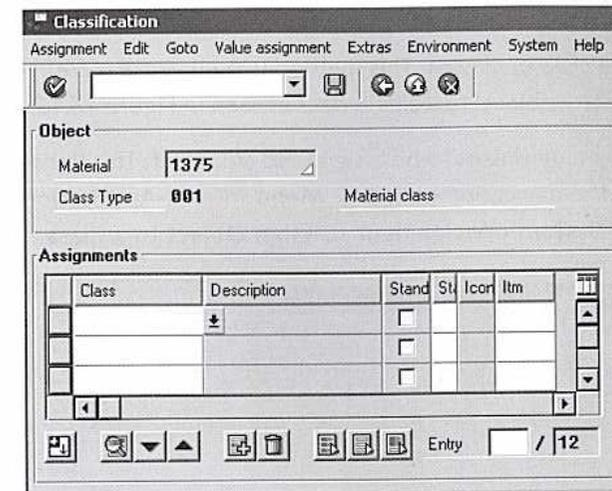 Classification
Assignment Edit Goto Value assignment Extras Environment System Help
Object
Material 1375
Class Type 001 Material class
Assignments
Class Description Stand Sta Icon Itm
Entry / 12